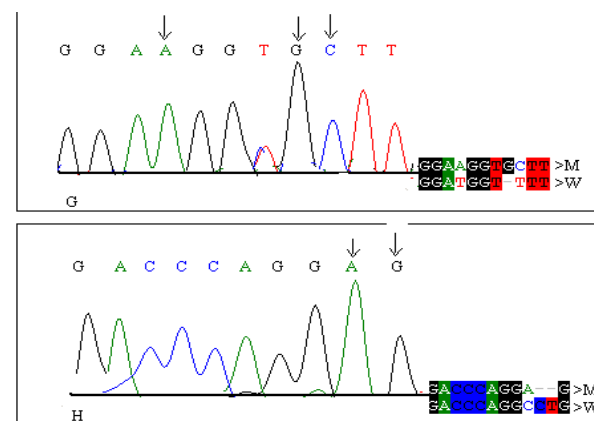 G G A A G G T G C T T
GGAAGGTGCTT >M
GGATGGT-TTT >W
G
G A C C C A G G A G
GACCCAGGA--G >M
GACCCAGGCCTG >W
H